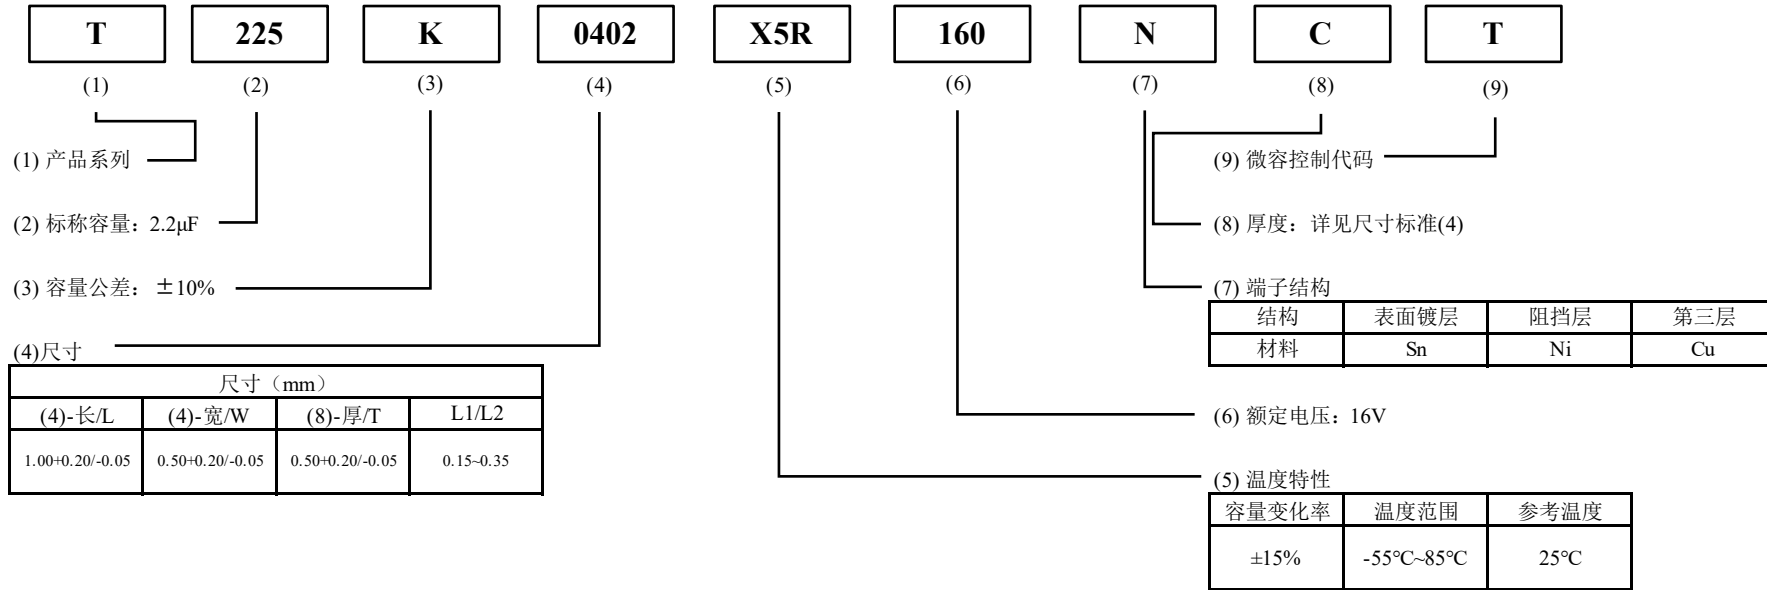 T 225 K 0402 X5R 160 N C T
(1) (2) (3) (4) (5) (6) (7) (8) (9)
(1) 产品系列
(2) 标称容量：2.2μF
(3) 容量公差：±10%
(4)尺寸
尺寸（mm）
(4)-长/L (4)-宽/W (8)-厚/T L1/L2
1.00+0.20/-0.05 0.50+0.20/-0.05 0.50+0.20/-0.05 0.15~0.35
(9) 微容控制代码
(8) 厚度：详见尺寸标准(4)
(7) 端子结构
结构 表面镀层 阻挡层 第三层
材料 Sn Ni Cu
(6) 额定电压：16V
(5) 温度特性
容量变化率 温度范围 参考温度
±15% -55℃~85℃ 25℃